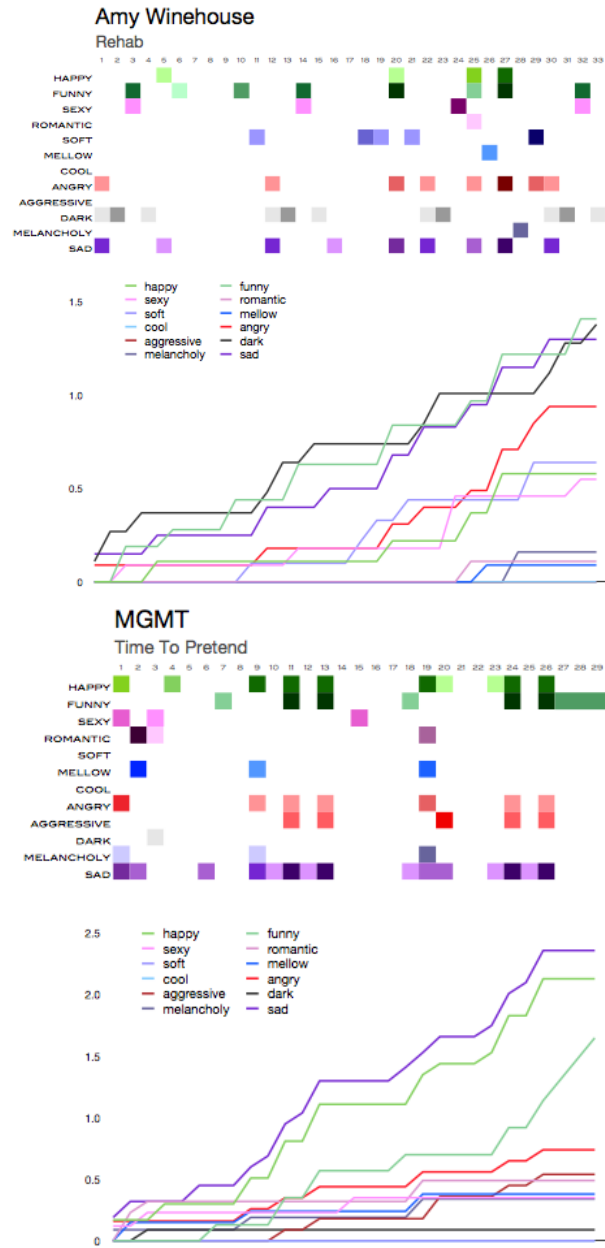 Amy Winehouse
Rehab
1 2 3 4 5 6 7 8 9 10 11 12 13 14 15 16 17 18 19 20 21 22 23 24 25 26 27 28 29 30 31 32 33
HAPPY
FUNNY
SEXY
ROMANTIC
SOFT
MELLOW
COOL
ANGRY
AGGRESSIVE
DARK
MELANCHOLY
SAD
happy funny
1.5
sexy romantic
soft mellow
cool angry
aggressive dark
melancholy sad
1.0
0.5
0
MGMT
Time To Pretend
1 2 3 4 5 6 7 8 9 10 11 12 13 14 15 16 17 18 19 20 21 22 23 24 25 26 27 28 29
HAPPY
FUNNY
SEXY
ROMANTIC
SOFT
MELLOW
COOL
ANGRY
AGGRESSIVE
DARK
MELANCHOLY
SAD
2.5 happy funny
sexy romantic
soft mellow
cool angry
2.0
aggressive dark
melancholy sad
1.5
1.0
0.5
0